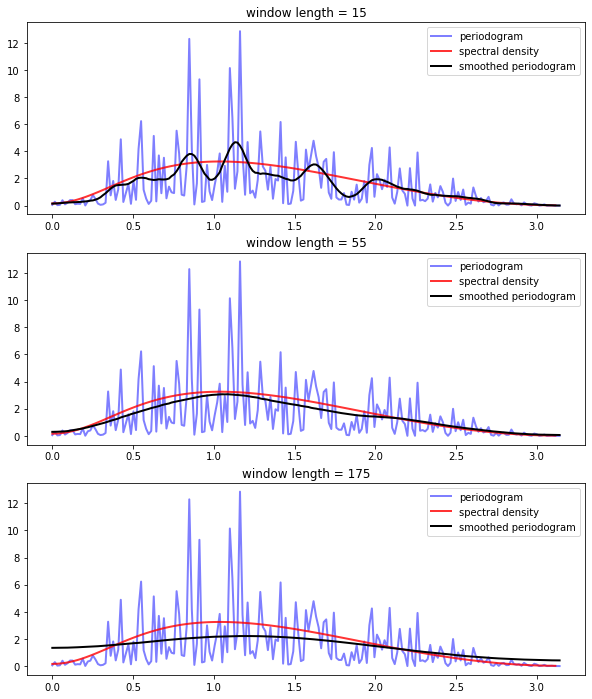 window length = 15
12
10
8
6
4
2
0
periodogram
spectral density
smoothed periodogram
0.0 0.5 1.0 1.5 2.0 2.5 3.0
window length = 55
12
10
8
6
4
2
0
periodogram
spectral density
smoothed periodogram
0.0 0.5 1.0 1.5 2.0 2.5 3.0
window length = 175
12
10
8
6
4
2
0
periodogram
spectral density
smoothed periodogram
0.0 0.5 1.0 1.5 2.0 2.5 3.0